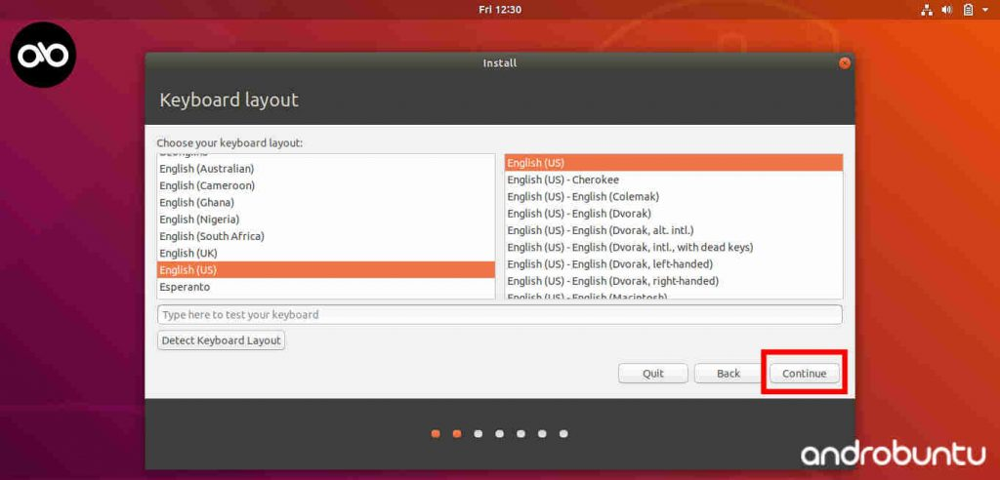 Fri 12:30
Install
Keyboard layout
Choose your keyboard layout:
English (Australian)
English (Cameroon)
English (Ghana)
English (Nigeria)
English (South Africa)
English (UK)
English (US)
Esperanto
English (US)
English (US) - Cherokee
English (US) - English (Colemak)
English (US) - English (Dvorak)
English (US) - English (Dvorak, alt. intl.)
English (US) - English (Dvorak, intl., with dead keys)
English (US) - English (Dvorak, left-handed)
English (US) - English (Dvorak, right-handed)
English (US) - English (Macintosh)
Type here to test your keyboard
Detect Keyboard Layout
Quit
Back
Continue
androbuntu